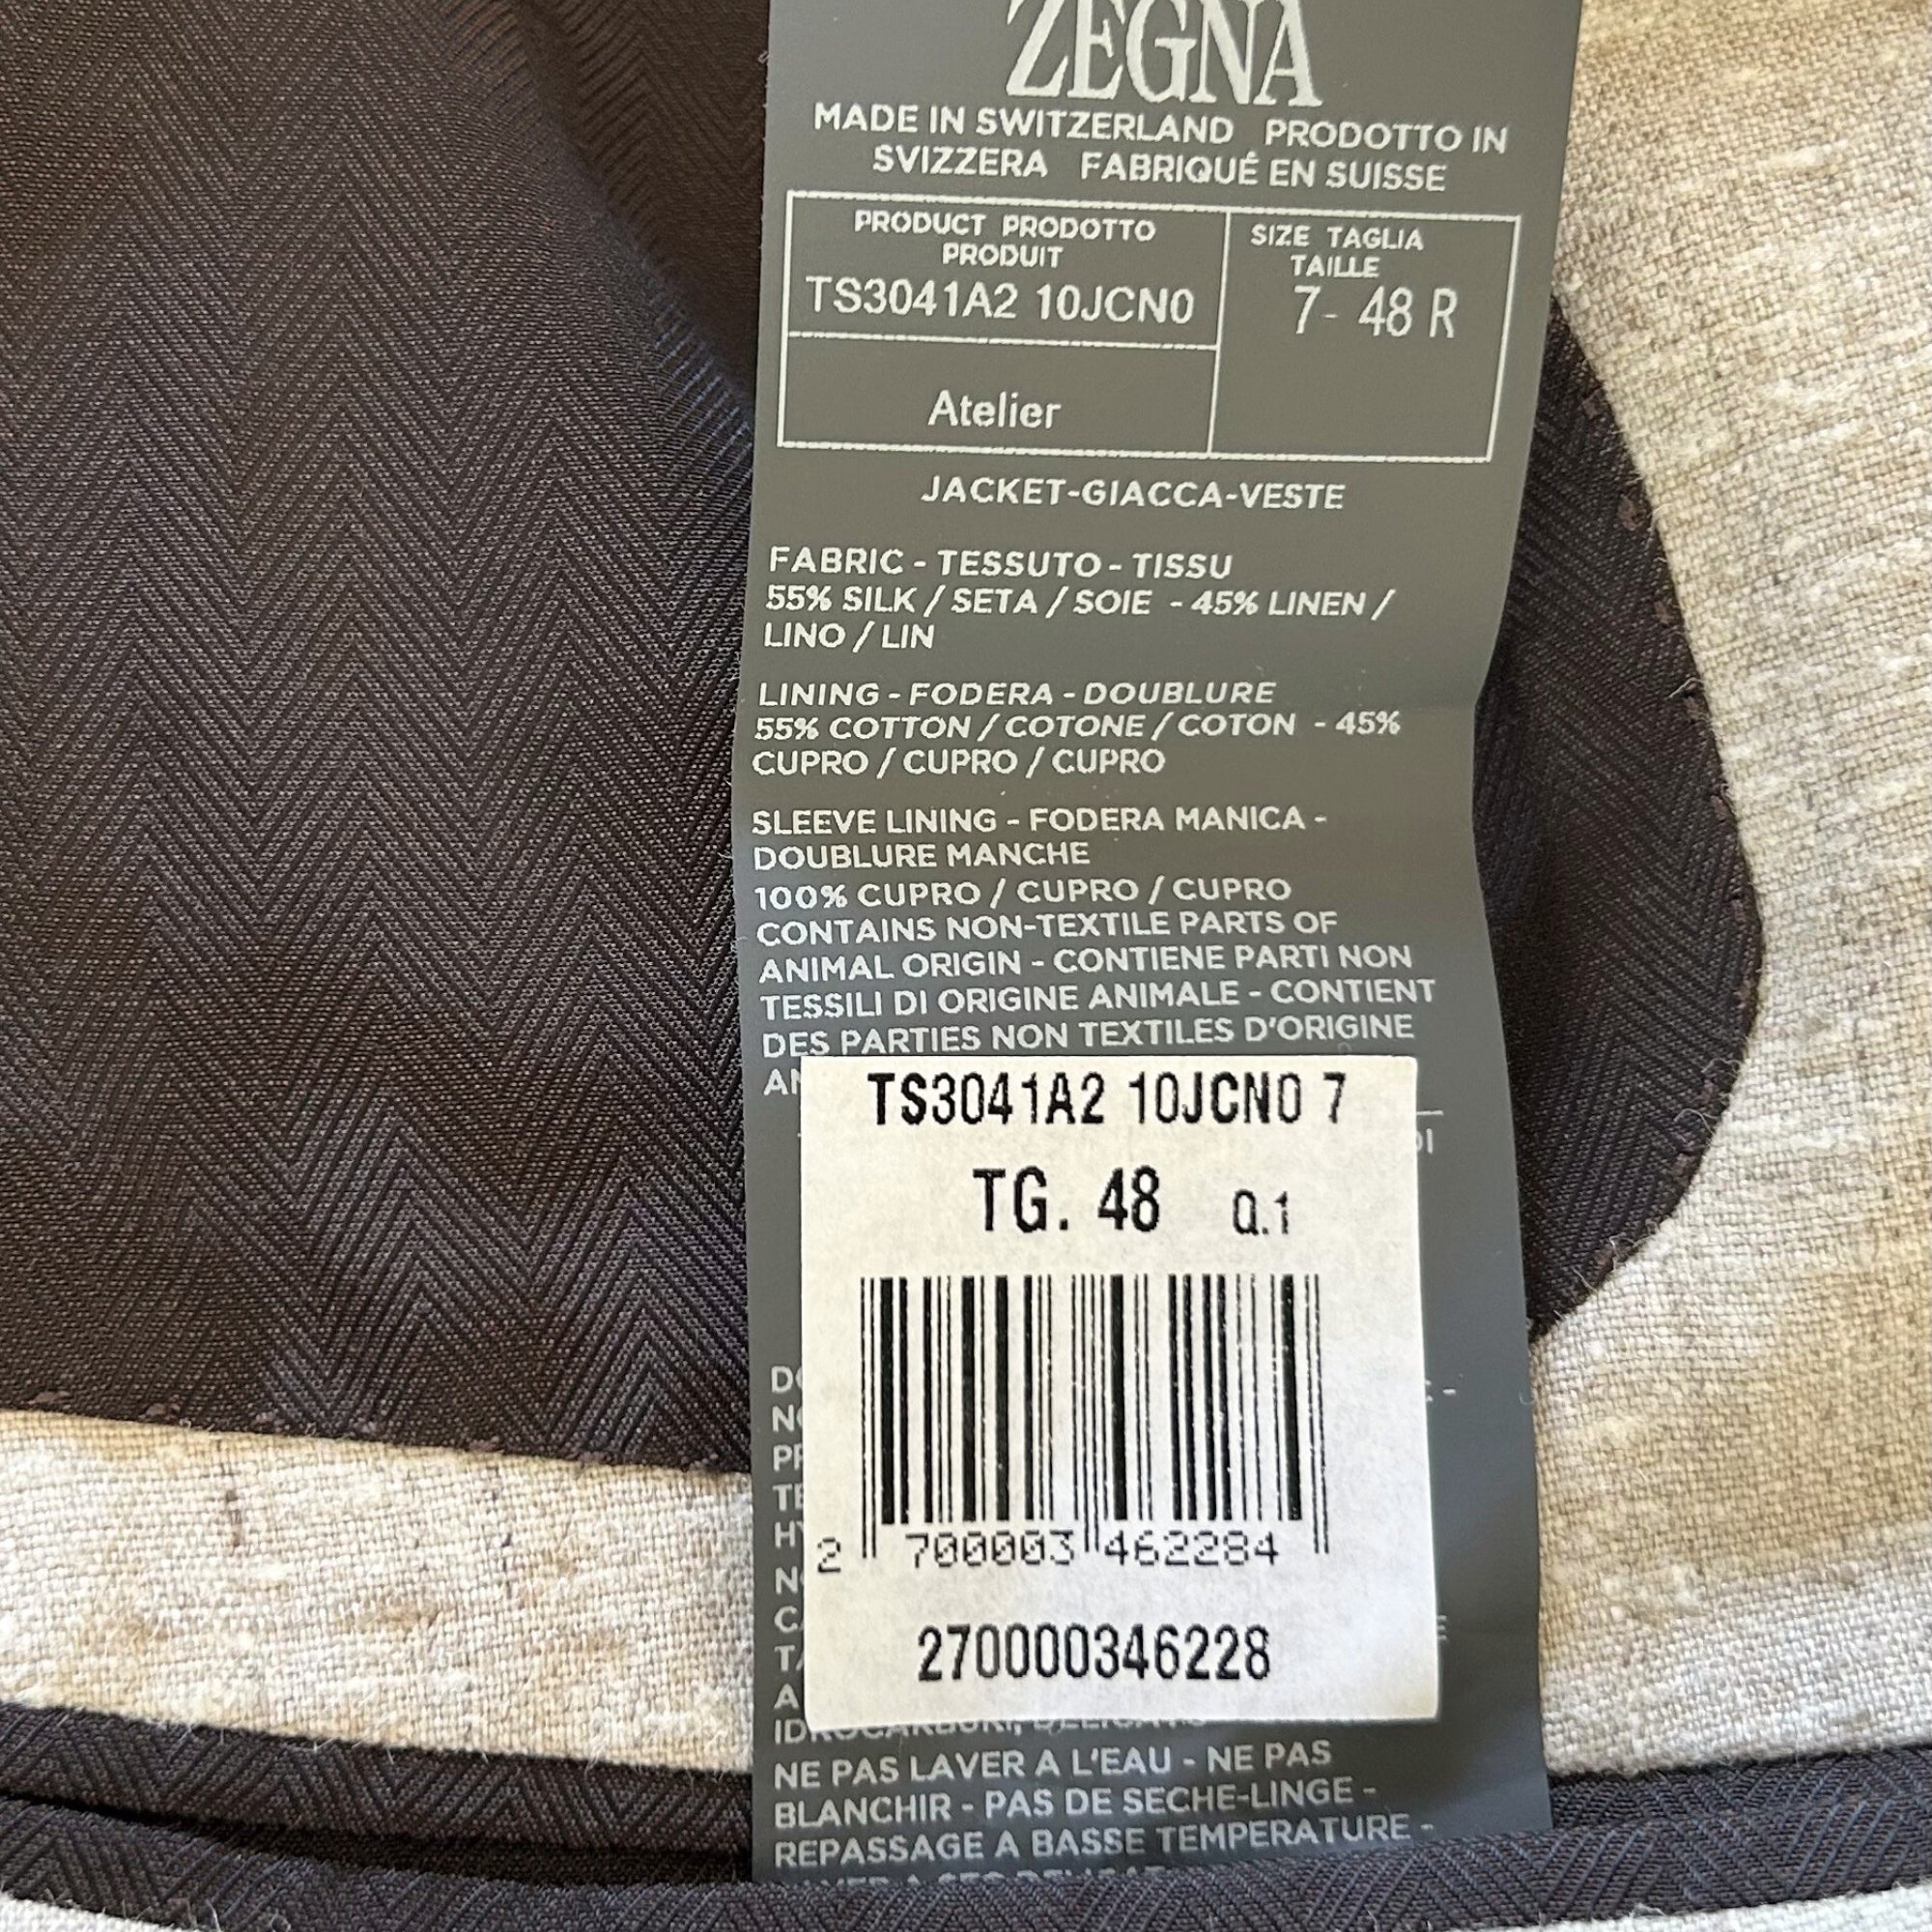 ZEGNA
MADE IN SWITZERLAND PRODOTTO IN
SVIZZERA FABRIQUÉ EN SUISSE
PRODUCT PRODOTTO
PRODUIT
TS3041A2 10JCN0
Atelier
SIZE TAGLIA
TAILLE
7- 48 R
JACKET-GIACCA-VESTE
FABRIC - TESSUTO - TISSU
55% SILK / SETA / SOIE - 45% LINEN /
LINO / LIN
LINING - FODERA - DOUBLURE
55% COTTON / COTONE / COTON - 45%
CUPRO / CUPRO / CUPRO
SLEEVE LINING - FODERA MANICA -
DOUBLURE MANCHE
100% CUPRO / CUPRO / CUPRO
CONTAINS NON-TEXTILE PARTS OF
ANIMAL ORIGIN - CONTIENE PARTI NON
TESSILI DI ORIGINE ANIMALE - CONTIENT
DES PARTIES NON TEXTILES D'ORIGINE
TS3041A2 10JCN0 7
TG. 48 Q.1
2 700003 462284
270000346228
NE PAS LAVER A L'EAU - NE PAS
BLANCHIR - PAS DE SECHE-LINGE -
REPASSAGE A BASSE TEMPERATURE -